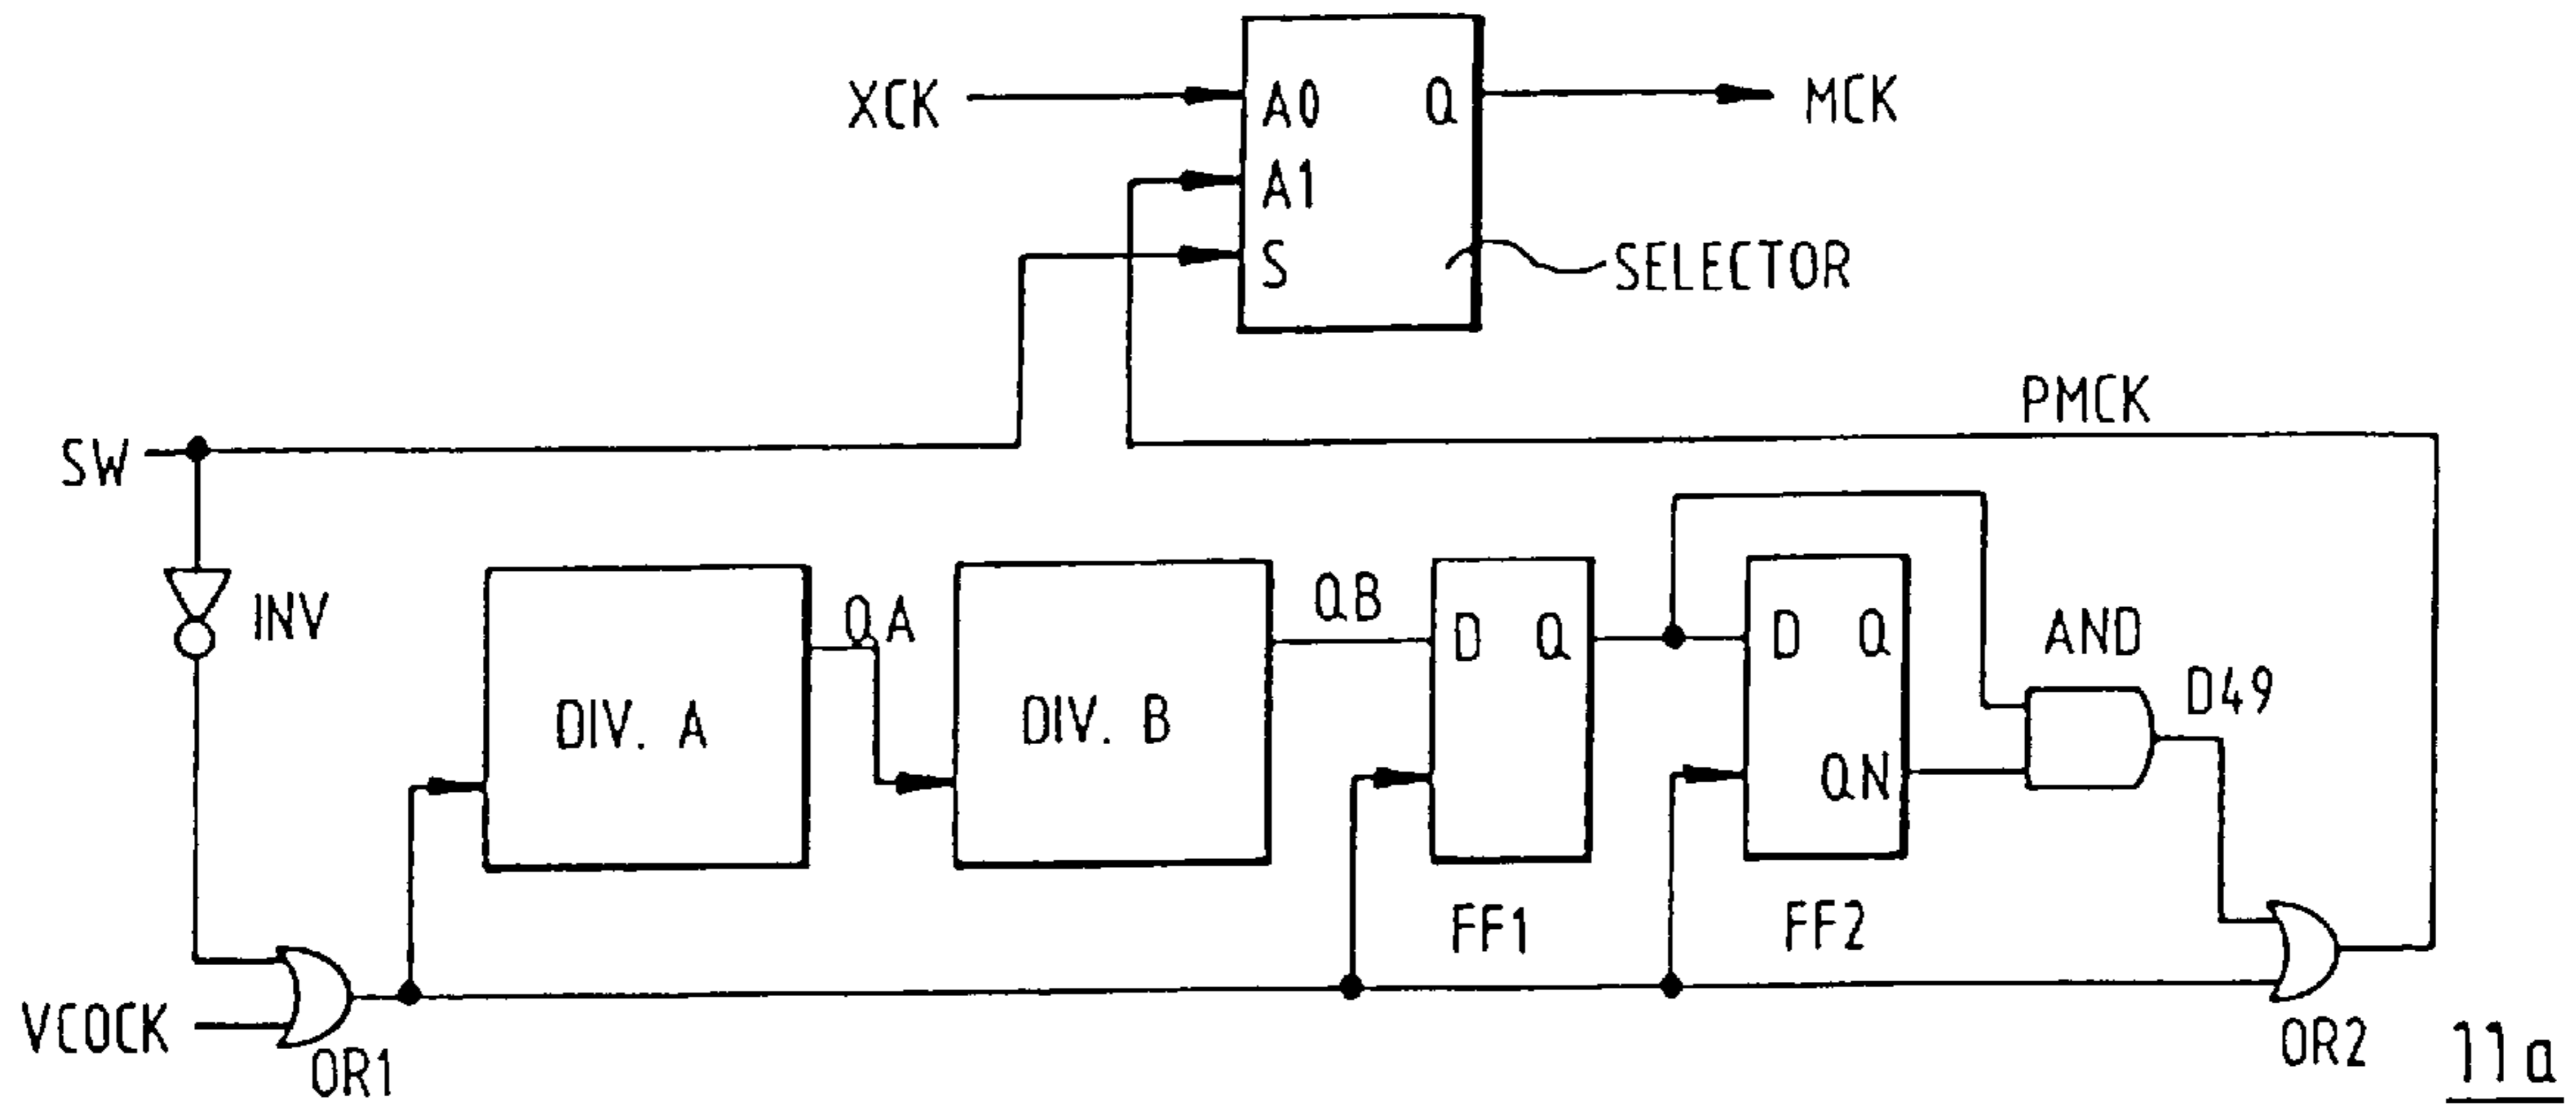 XCK
A0
Q
MCK
A1
S
SELECTOR
PMCK
SW
INV
QA
QB
D
Q
D
Q
AND
D49
DIV. A
DIV. B
QN
FF1
FF2
VCOCK
OR1
OR2
11a